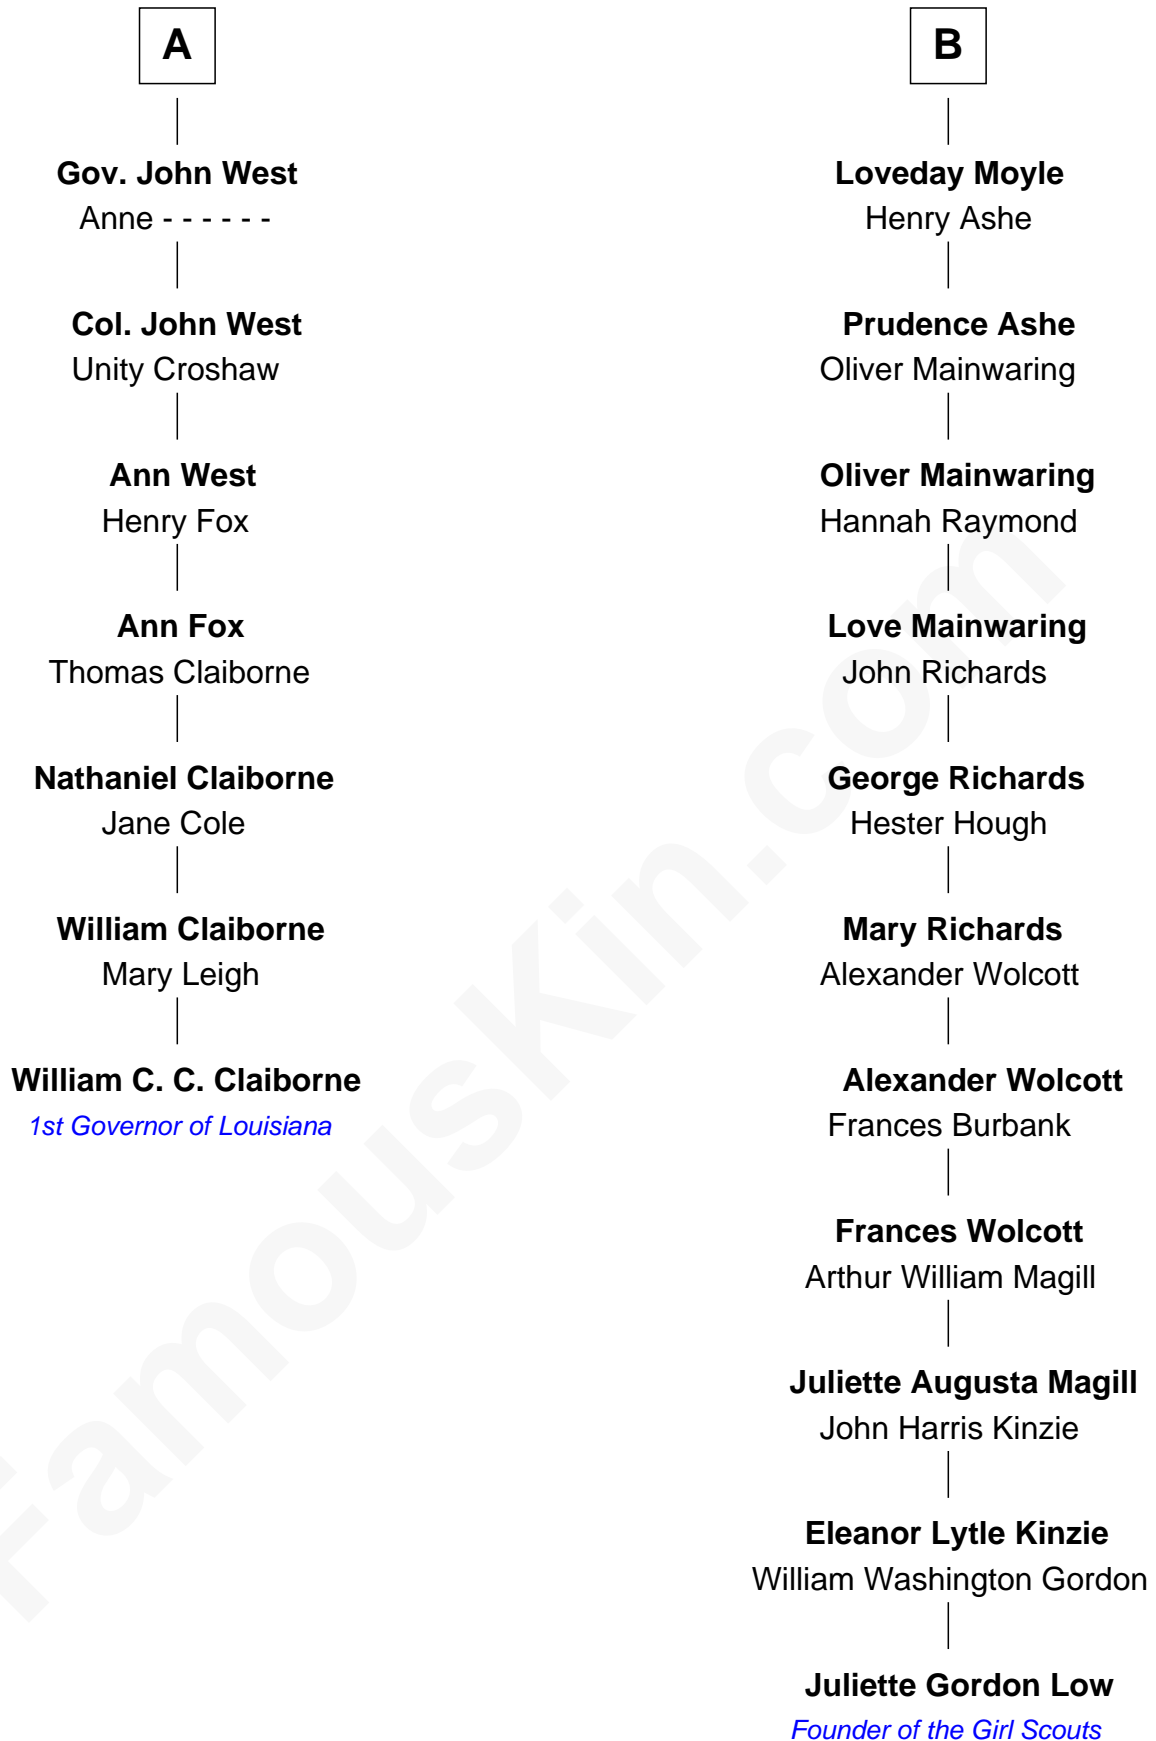 A
Gov. John West
Anne - - - - - -
Col. John West
Unity Croshaw
Ann West
Henry Fox
Ann Fox
Thomas Claiborne
Nathaniel Claiborne
Jane Cole
William Claiborne
Mary Leigh
William C. C. Claiborne
1st Governor of Louisiana
B
Loveday Moyle
Henry Ashe
Prudence Ashe
Oliver Mainwaring
Oliver Mainwaring
Hannah Raymond
Love Mainwaring
John Richards
George Richards
Hester Hough
Mary Richards
Alexander Wolcott
Alexander Wolcott
Frances Burbank
Frances Wolcott
Arthur William Magill
Juliette Augusta Magill
John Harris Kinzie
Eleanor Lytle Kinzie
William Washington Gordon
Juliette Gordon Low
Founder of the Girl Scouts
FamousKin.com